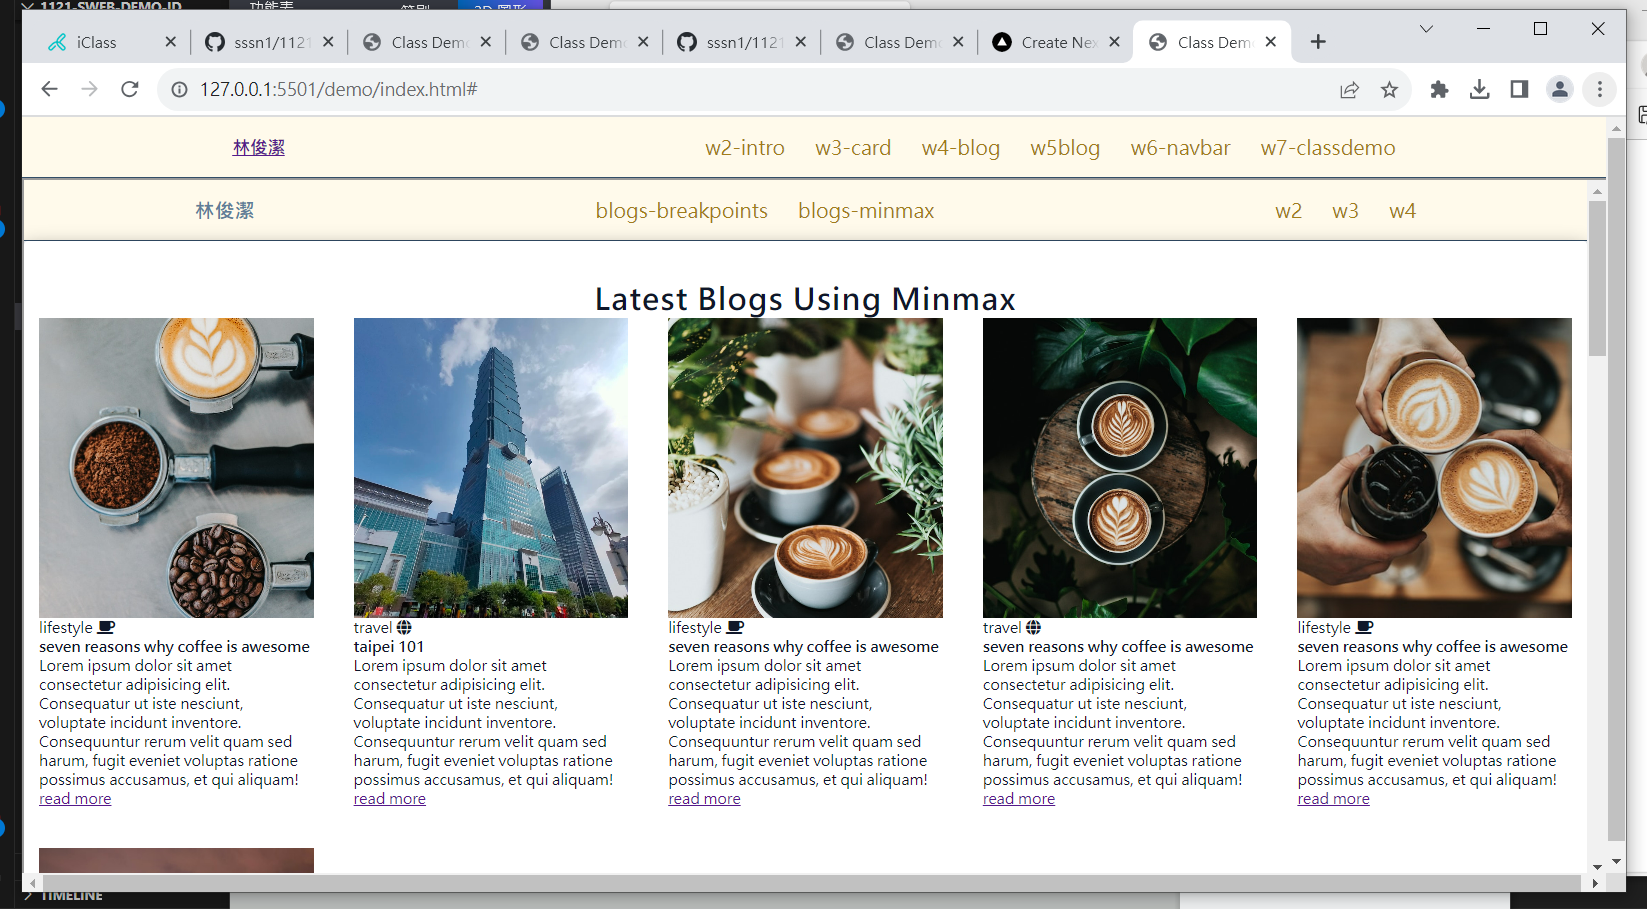 1121-SWEB-DEMO-ID
功能表
iClass
sssn1/1121
Class Dem
Class Dem
sssn1/1121
Class Dem
Create Nex
Class Dem
127.0.0.1:5501/demo/index.html#
林俊潔 w2-intro w3-card w4-blog w5blog w6-navbar w7-classdemo
林俊潔 blogs-breakpoints blogs-minmax w2 w3 w4
Latest Blogs Using Minmax
lifestyle
seven reasons why coffee is awesome
Lorem ipsum dolor sit amet
consectetur adipisicing elit.
Consequatur ut iste nesciunt,
voluptate incidunt inventore.
Consequuntur rerum velit quam sed
harum, fugit eveniet voluptas ratione
possimus accusamus, et qui aliquam!
read more
travel
taipei 101
Lorem ipsum dolor sit amet
consectetur adipisicing elit.
Consequatur ut iste nesciunt,
voluptate incidunt inventore.
Consequuntur rerum velit quam sed
harum, fugit eveniet voluptas ratione
possimus accusamus, et qui aliquam!
read more
lifestyle
seven reasons why coffee is awesome
Lorem ipsum dolor sit amet
consectetur adipisicing elit.
Consequatur ut iste nesciunt,
voluptate incidunt inventore.
Consequuntur rerum velit quam sed
harum, fugit eveniet voluptas ratione
possimus accusamus, et qui aliquam!
read more
travel
seven reasons why coffee is awesome
Lorem ipsum dolor sit amet
consectetur adipisicing elit.
Consequatur ut iste nesciunt,
voluptate incidunt inventore.
Consequuntur rerum velit quam sed
harum, fugit eveniet voluptas ratione
possimus accusamus, et qui aliquam!
read more
lifestyle
seven reasons why coffee is awesome
Lorem ipsum dolor sit amet
consectetur adipisicing elit.
Consequatur ut iste nesciunt,
voluptate incidunt inventore.
Consequuntur rerum velit quam sed
harum, fugit eveniet voluptas ratione
possimus accusamus, et qui aliquam!
read more
TIMELINE